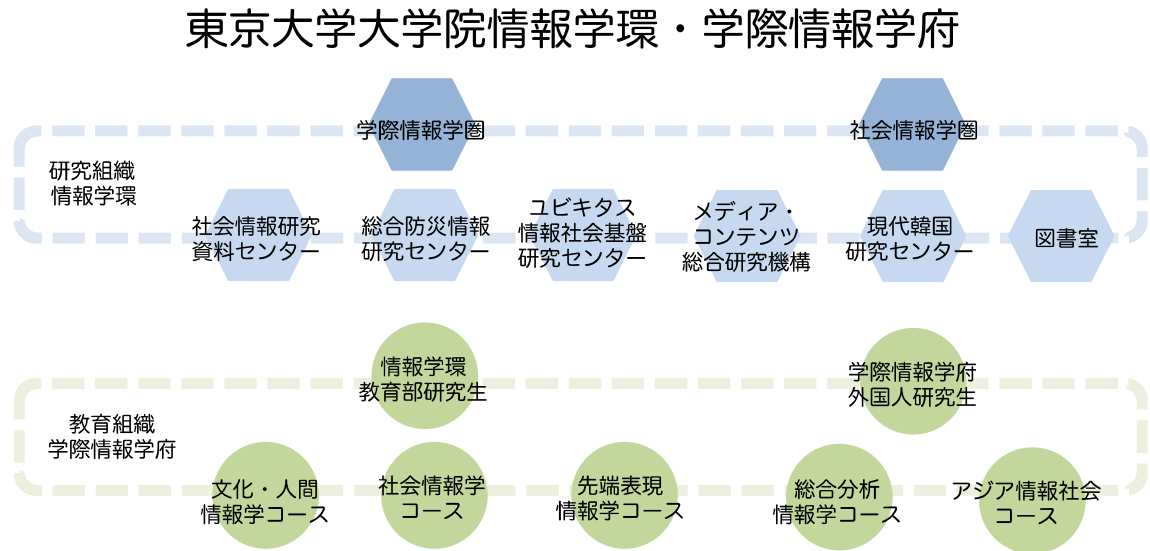 東京大学大学院情報学環・学際情報学府
学際情報学圏
社会情報学圏
研究組織
情報学環
社会情報研究
資料センター
総合防災情報
研究センター
ユビキタス
情報社会基盤
研究センター
メディア・
コンテンツ
総合研究機構
現代韓国
研究センター
図書室
情報学環
教育部研究生
学際情報学府
外国人研究生
教育組織
学際情報学府
文化・人間
情報学コース
社会情報学
コース
先端表現
情報学コース
総合分析
情報学コース
アジア情報社会
コース